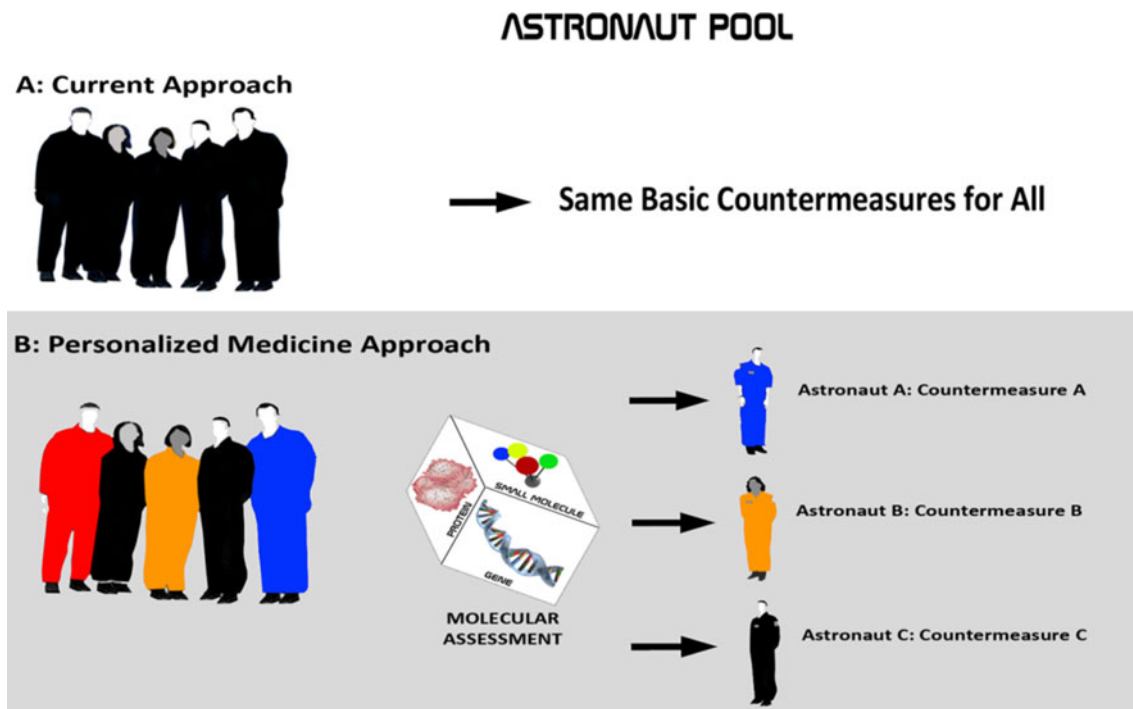 ASTRONAUT POOL
A: Current Approach
Same Basic Countermeasures for All
B: Personalized Medicine Approach
Astronaut A: Countermeasure A
SMALL MOLECULE
PROTEIN
GENE
Astronaut B: Countermeasure B
MOLECULAR
ASSESSMENT
Astronaut C: Countermeasure C